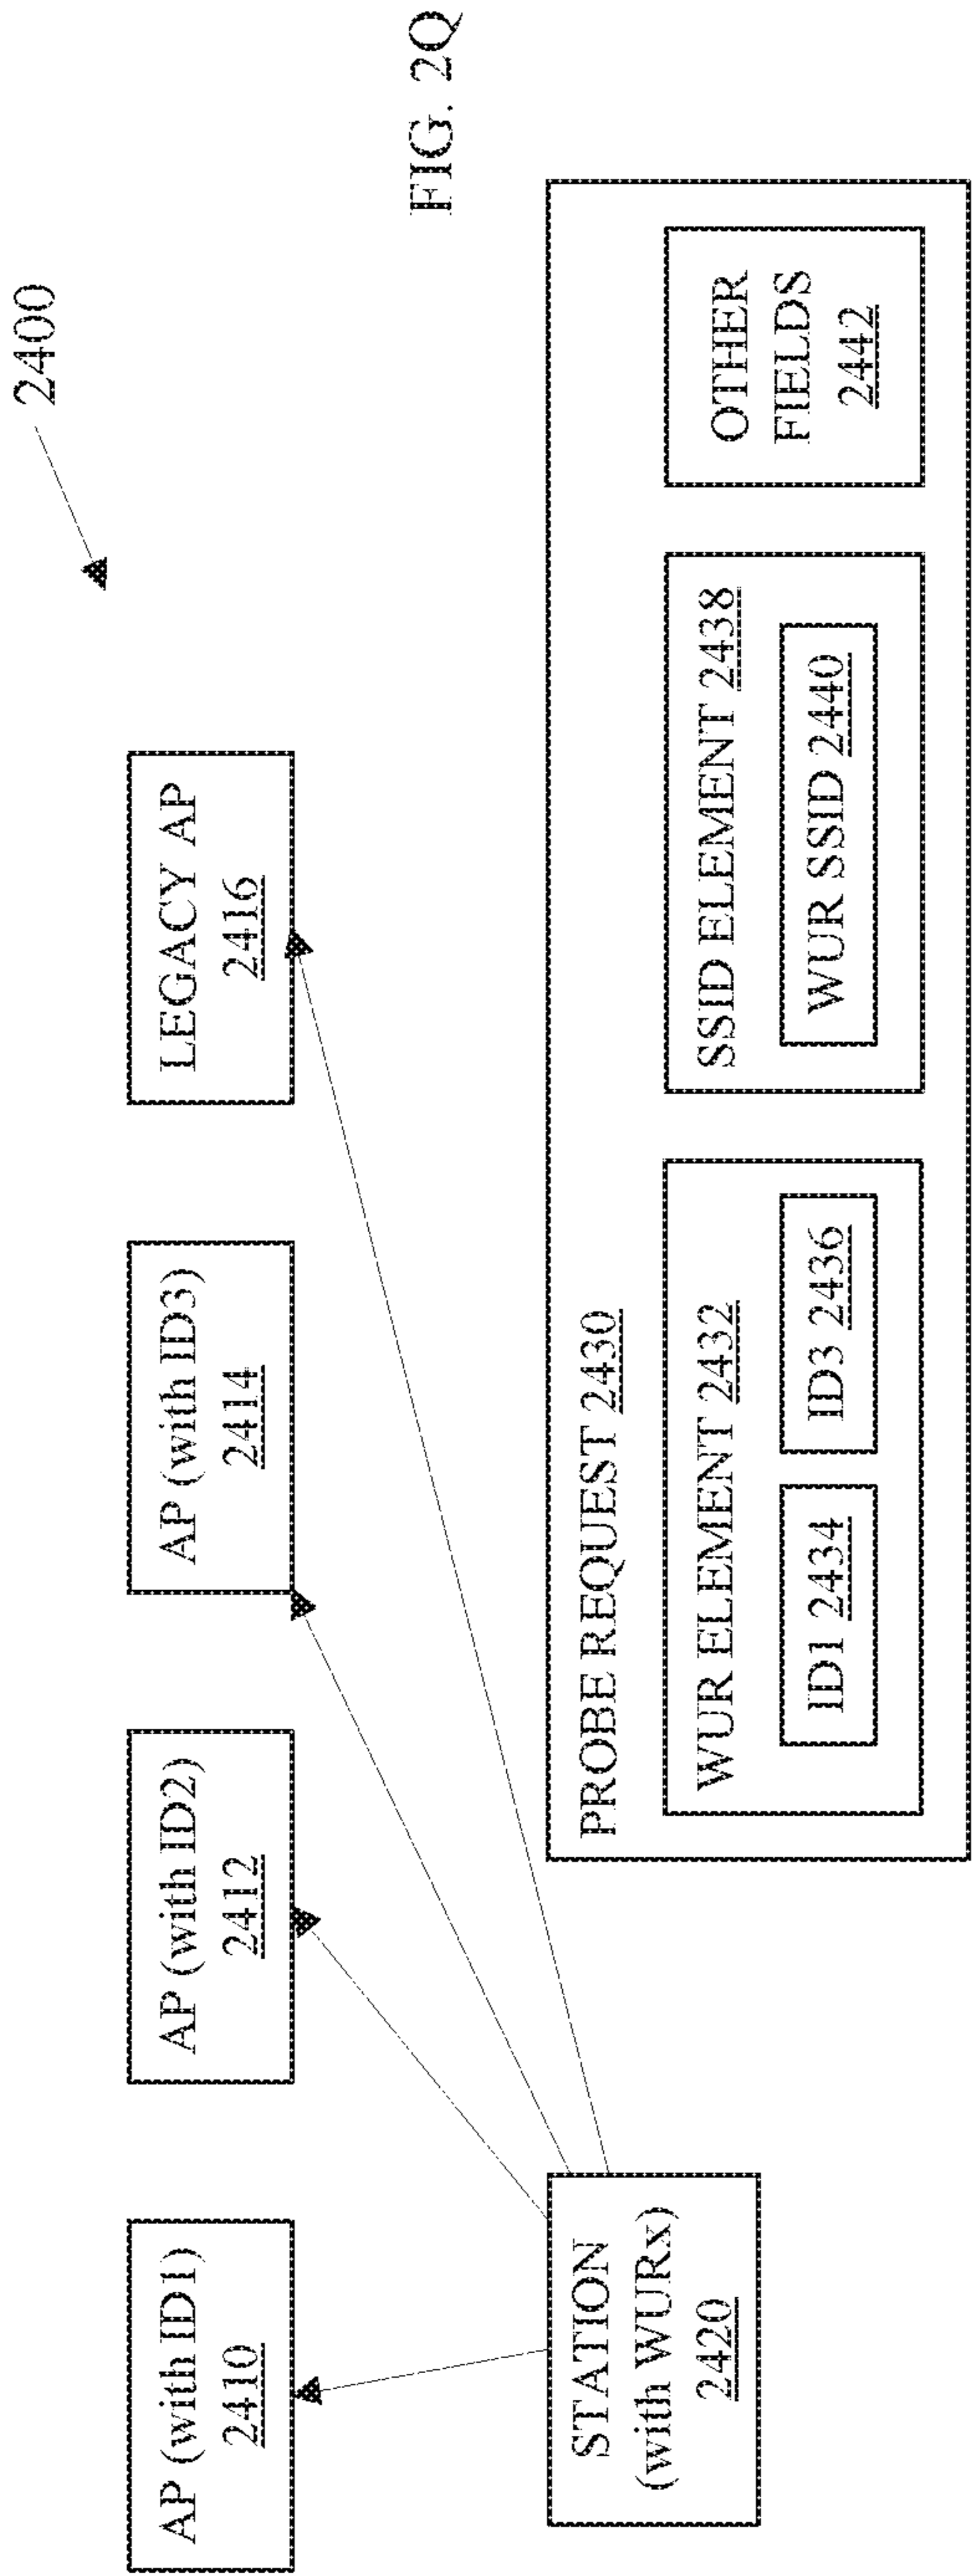 2400
AP (with ID1)
2410
AP (with ID2)
2412
AP (with ID3)
2414
LEGACY AP
2416
FIG. 2Q
STATION
(with WURx)
2420
PROBE REQUEST 2430
WUR ELEMENT 2432
ID1 2434
ID3 2436
SSID ELEMENT 2438
WUR SSID 2440
OTHER
FIELDS
2442